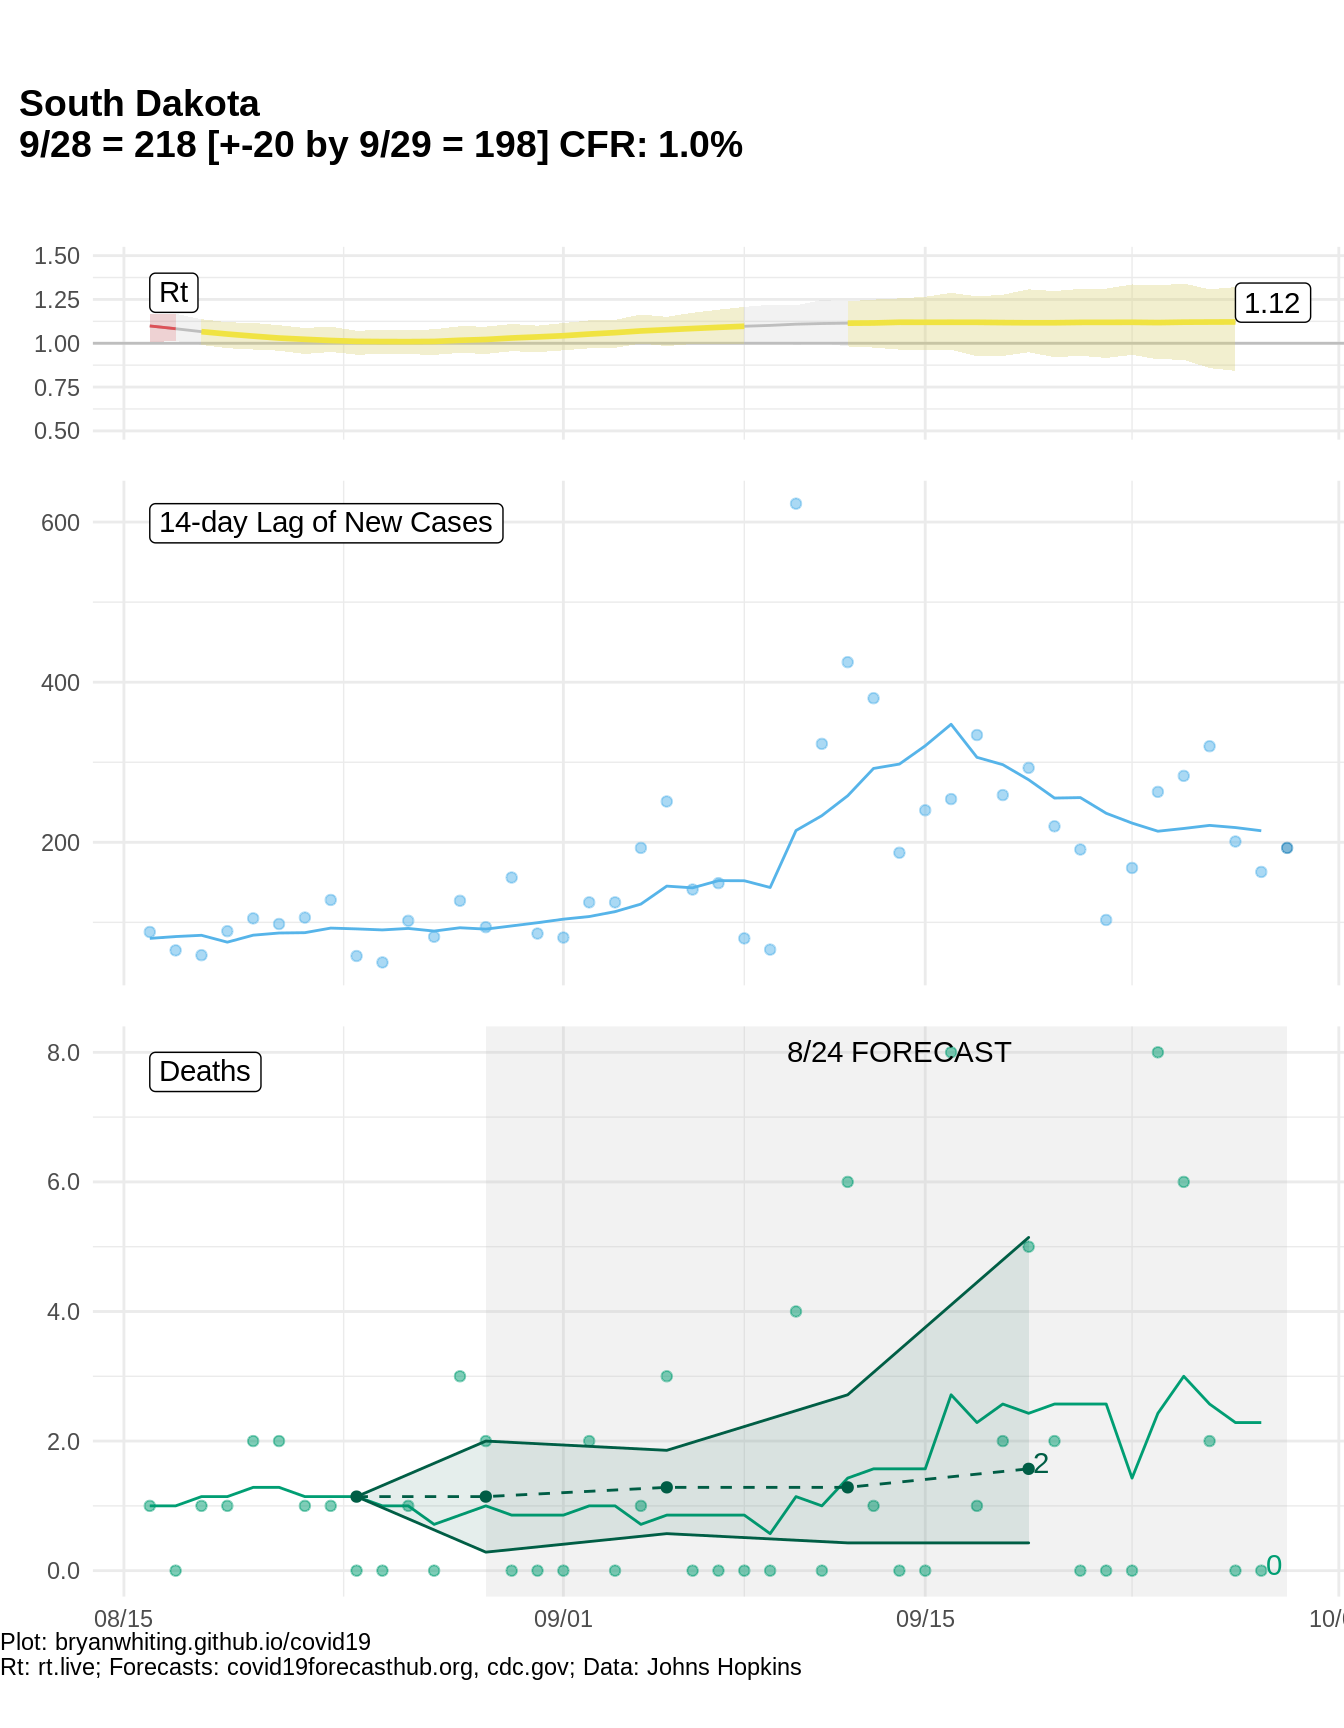 South Dakota
9/28 = 218 [+-20 by 9/29 = 198] CFR: 1.0%
1.50
1.25
1.00
0.75
0.50
Rt
1.12
600
400
200
14-day Lag of New Cases
8.0
6.0
4.0
2.0
0.0
Deaths
8/24 FORECAST
2
0
08/15
09/01
09/15
Plot: bryanwhiting.github.io/covid19
Rt: rt.live; Forecasts: covid19forecasthub.org, cdc.gov; Data: Johns Hopkins